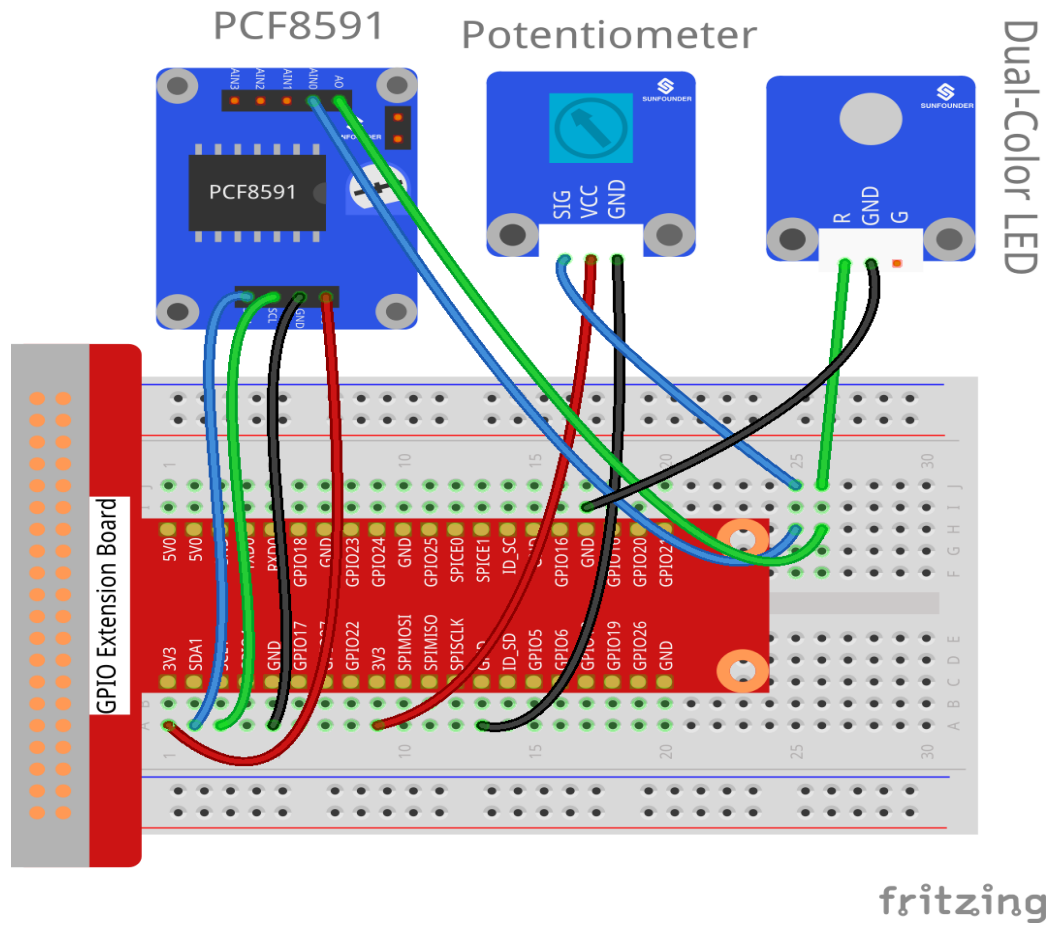 PCF8591
Potentiometer
Dual-Color LED
AIN3
AIN2
AIN1
AIN0
AO
SUNFOUNDER
SUNFOUNDER
PCF8591
SIG
VCC
GND
R
GND
G
SCL
GND
1
10
15
20
25
30
J
I
H
G
F
5V0
5V0
GPIO18
GND
GPIO23
GPIO24
GND
GPIO25
SPICE0
SPICE1
ID_SC
GPIO16
GND
GPIO20
GPIO21
GPIO Extension Board
3V3
SDA1
GND
GPIO17
GPIO22
3V3
SPIMOSI
SPIMISO
SPISCLK
ID_SD
GPIO5
GPIO6
GPIO19
GPIO26
GND
E
D
C
B
A
B
A
1
10
15
20
25
30
fritzing